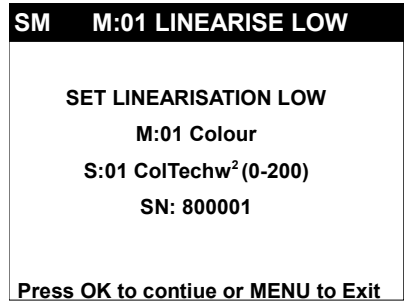 SM M:01 LINEARISE LOW
SET LINEARISATION LOW
M:01 Colour
S:01 ColTechw² (0-200)
SN: 800001
Press OK to contiue or MENU to Exit